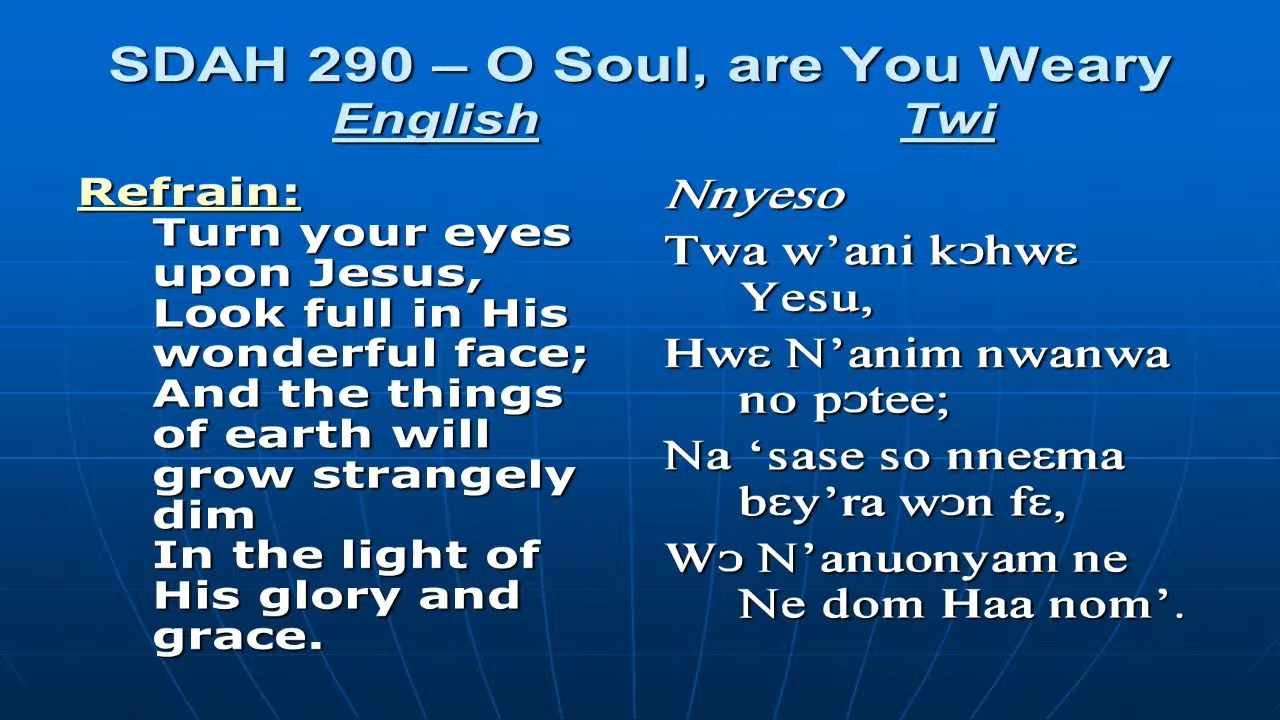 SDAH 290 – O Soul, are You Weary
English
Twi
Refrain:
Turn your eyes
upon Jesus,
Look full in His
wonderful face;
And the things
of earth will
grow strangely
dim
In the light of
His glory and
grace.
Nnyeso
Twa w’ani kɔhwɛ
Yesu,
Hwɛ N’anim nwanwa
no pɔtee;
Na ‘sase so nneɛma
bɛy’ra wɔn fɛ,
Wɔ N’anuonyam ne
Ne dom Haa nom’.